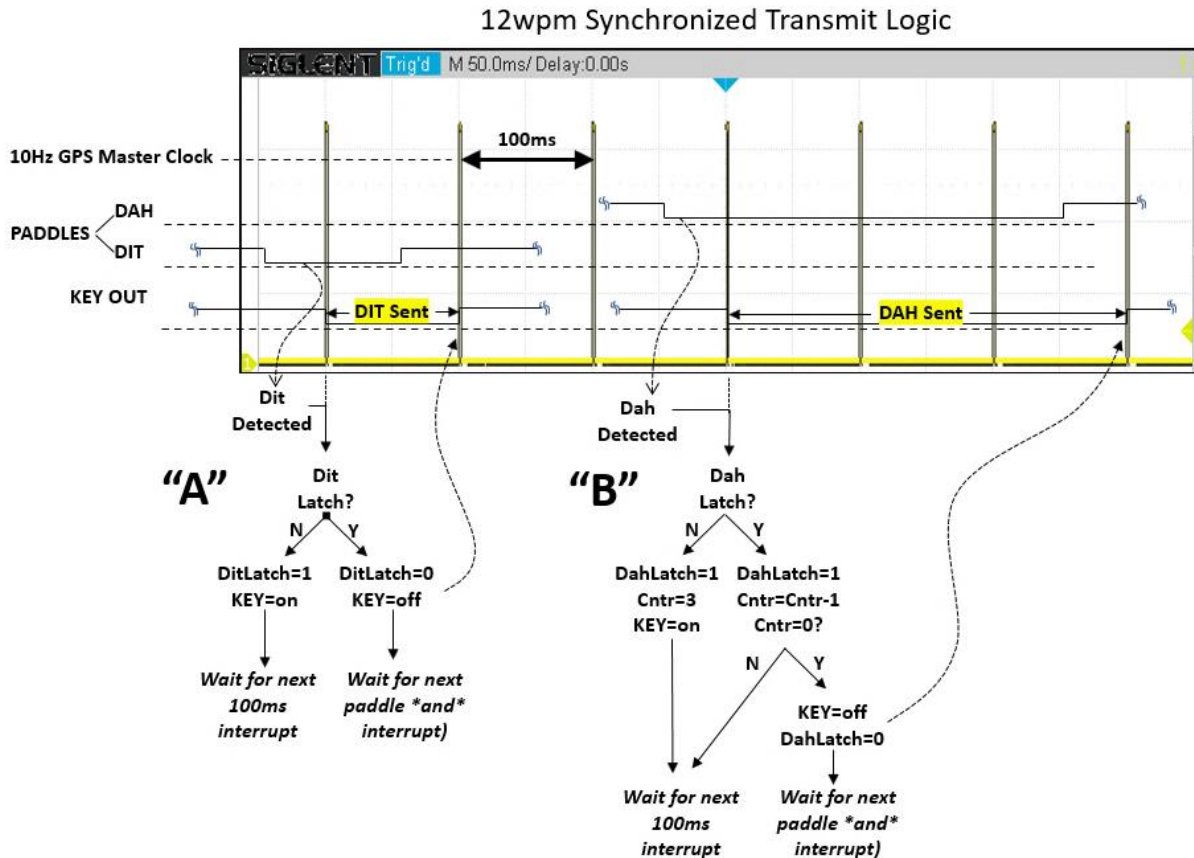 12wpm Synchronized Transmit Logic
SIGLENT Trig'd M 50.0ms/ Delay:0.00s
100ms
10Hz GPS Master Clock
DAH
PADDLES
DIT
KEY OUT
DIT Sent
DAH Sent
1
Dit
Detected
Dah
Detected
"A"
Dit
Latch?
N Y
DitLatch=1 DitLatch=0
KEY=on KEY=off
Wait for next Wait for next
100ms paddle *and*
interrupt interrupt)
"B"
Dah
Latch?
N Y
DahLatch=1 DahLatch=1
Cntr=3 Cntr=Cntr-1
KEY=on Cntr=0?
N Y
KEY=off
DahLatch=0
Wait for next Wait for next
100ms paddle *and*
interrupt interrupt)